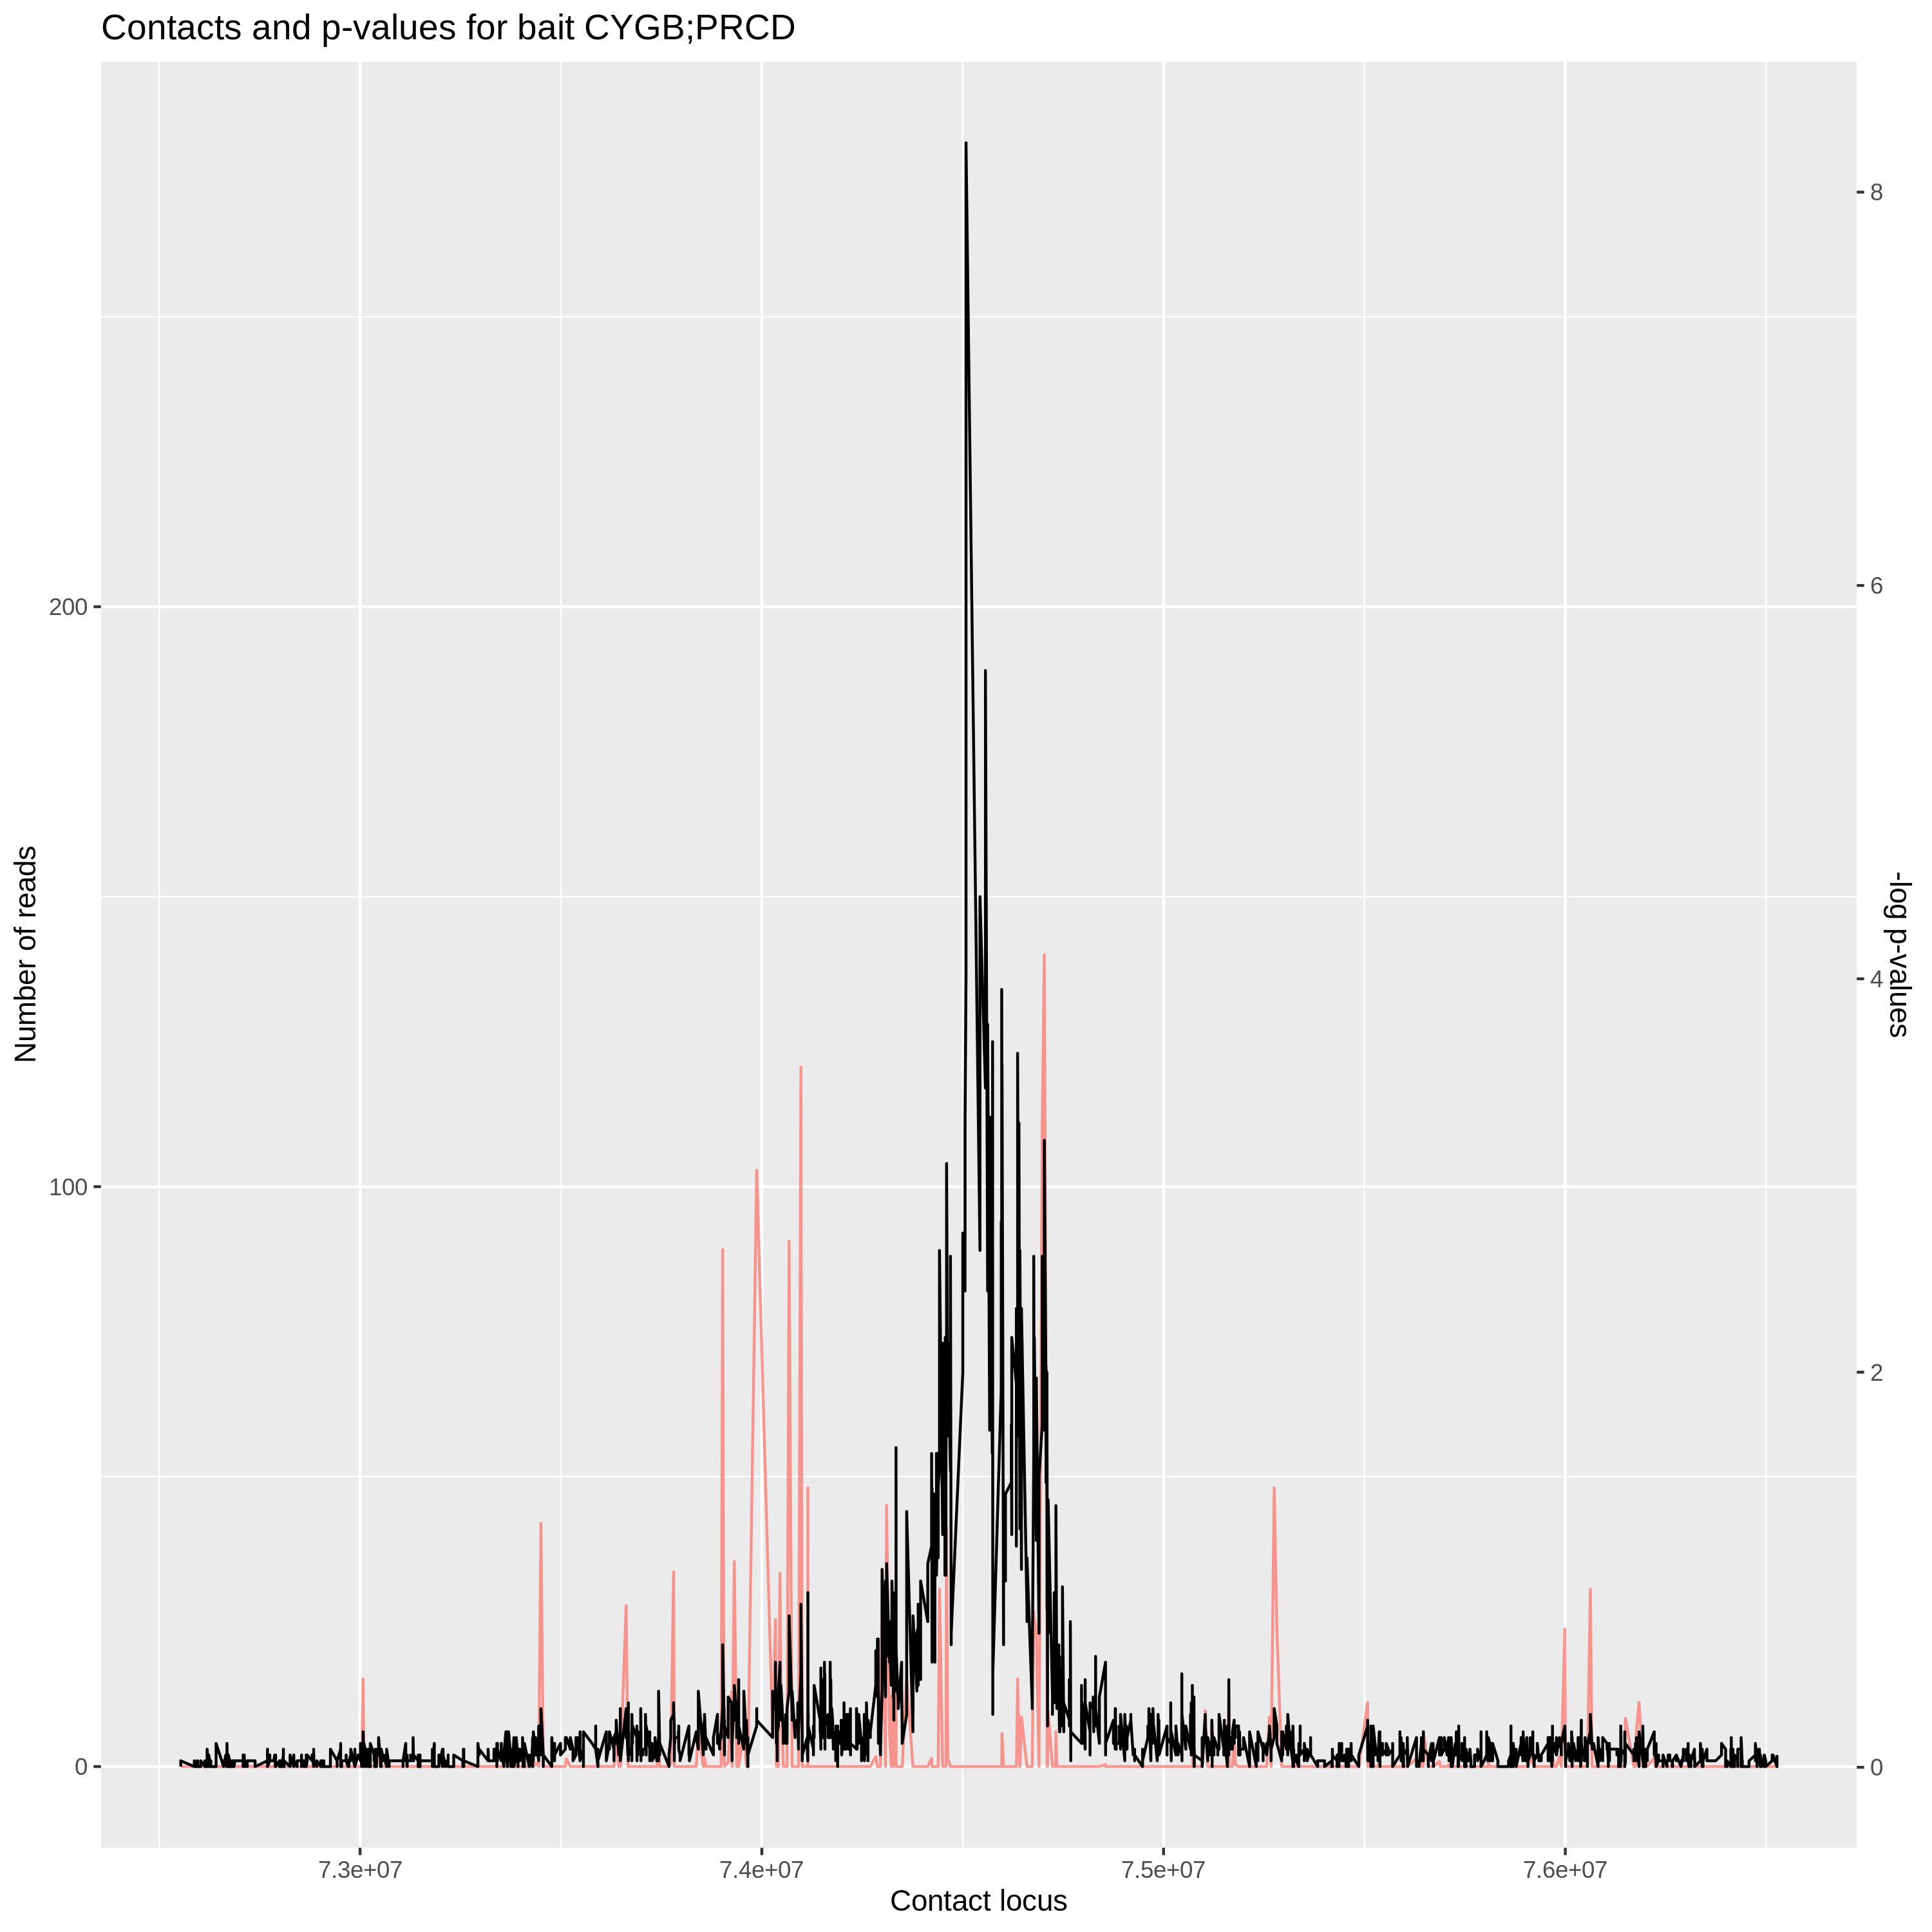 Contacts and p-values for bait CYGB;PRCD
8
6
200
Number of reads
-log p-values
4
100
2
0
0
7.3e+07
7.4e+07
7.5e+07
7.6e+07
Contact locus